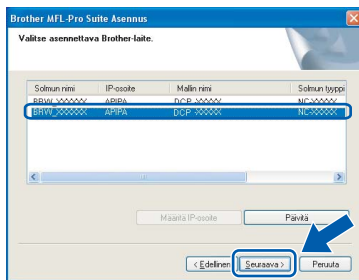 Brother MFL-Pro Suite Asennus
Valitse asennettava Brother-laite.
Solmun nimi IP-osoite Mallin nimi Solmun tyyppi
BRW_XXXXXX APIPA DCP-XXXXX NC-XXXXX
BRW_XXXXXX APIPA DCP-XXXXX NC-XXXXX
Määritä IP-osoite Päivitä
< Edellinen Seuraava > Peruuta